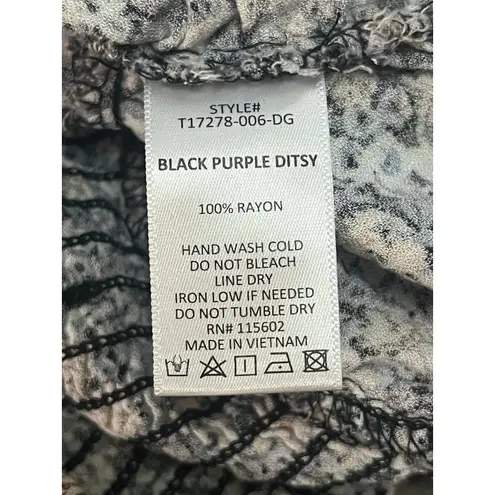 STYLE#
T17278-006-DG
BLACK PURPLE DITSY
100% RAYON
HAND WASH COLD
DO NOT BLEACH
LINE DRY
IRON LOW IF NEEDED
DO NOT TUMBLE DRY
RN# 115602
MADE IN VIETNAM